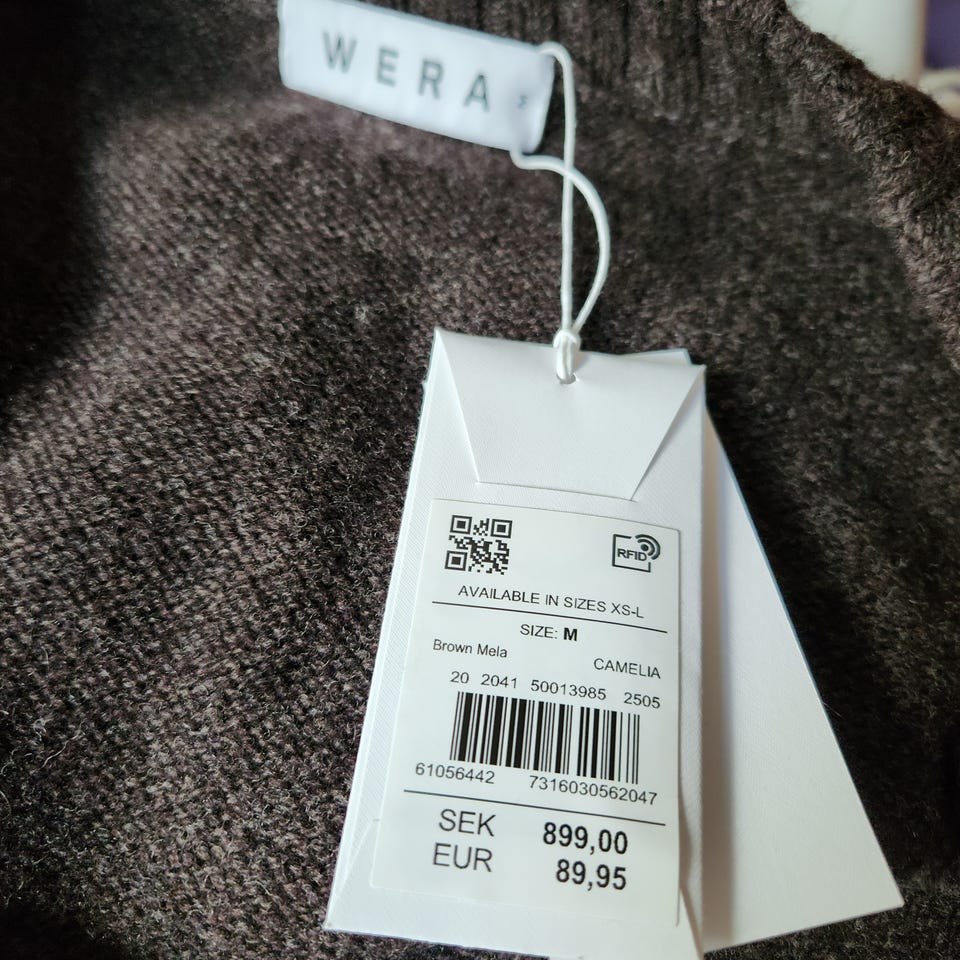 WERA M
RFID
AVAILABLE IN SIZES XS-L
SIZE: M
Brown Mela CAMELIA
20 2041 50013985 2505
61056442 7316030562047
SEK 899,00
EUR 89,95